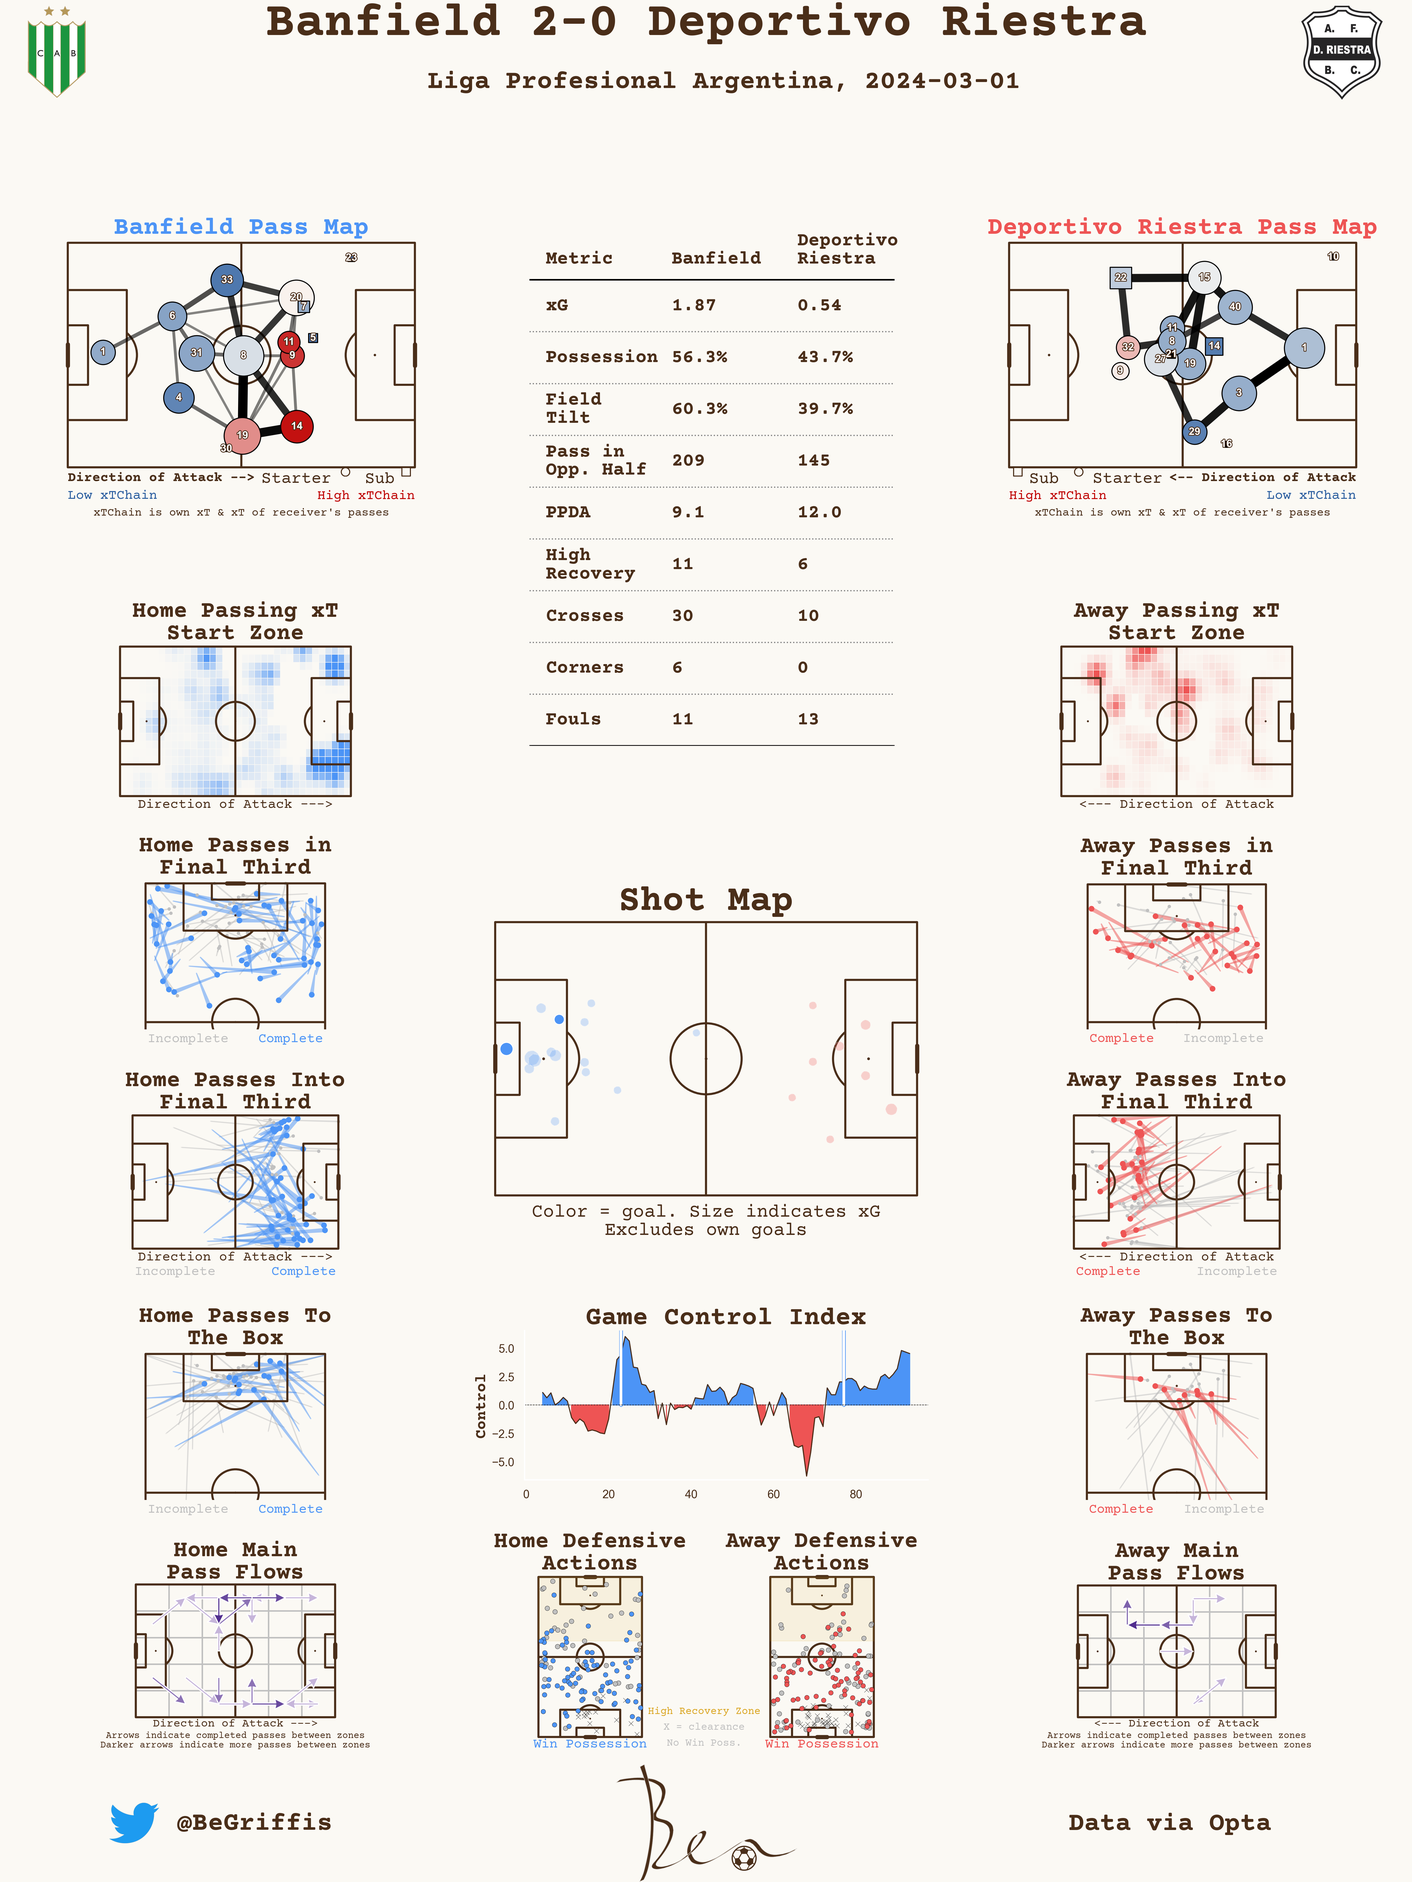 Banfield 2-0 Deportivo Riestra
Liga Profesional Argentina, 2024-03-01
C A B
A. F.
D. RIESTRA
B. C.
Banfield Pass Map
23
33
20
7
6
11
5
1
31
8
9
4
14
19
30
Direction of Attack --> Starter Sub
Low xTChain High xTChain
xTChain is own xT & xT of receiver's passes
Metric Banfield Deportivo Riestra
xG 1.87 0.54
Possession 56.3% 43.7%
Field Tilt 60.3% 39.7%
Pass in Opp. Half 209 145
PPDA 9.1 12.0
High Recovery 11 6
Crosses 30 10
Corners 6 0
Fouls 11 13
Deportivo Riestra Pass Map
10
22
15
40
11
32
8
14
1
21
27
19
9
3
29
16
Sub Starter <-- Direction of Attack
High xTChain Low xTChain
xTChain is own xT & xT of receiver's passes
Home Passing xT
Start Zone
Direction of Attack --->
Away Passing xT
Start Zone
<--- Direction of Attack
Home Passes in
Final Third
Incomplete Complete
Away Passes in
Final Third
Complete Incomplete
Shot Map
Color = goal. Size indicates xG
Excludes own goals
Home Passes Into
Final Third
Direction of Attack --->
Incomplete Complete
Away Passes Into
Final Third
<--- Direction of Attack
Complete Incomplete
Home Passes To
The Box
Incomplete Complete
Game Control Index
Control
5.0
2.5
0.0
−2.5
−5.0
0 20 40 60 80
Away Passes To
The Box
Complete Incomplete
Home Main
Pass Flows
Direction of Attack --->
Arrows indicate completed passes between zones
Darker arrows indicate more passes between zones
Home Defensive
Actions
Win Possession
High Recovery Zone
X = clearance
No Win Poss.
Away Defensive
Actions
Win Possession
Away Main
Pass Flows
<--- Direction of Attack
Arrows indicate completed passes between zones
Darker arrows indicate more passes between zones
@BeGriffis
Ben
Data via Opta